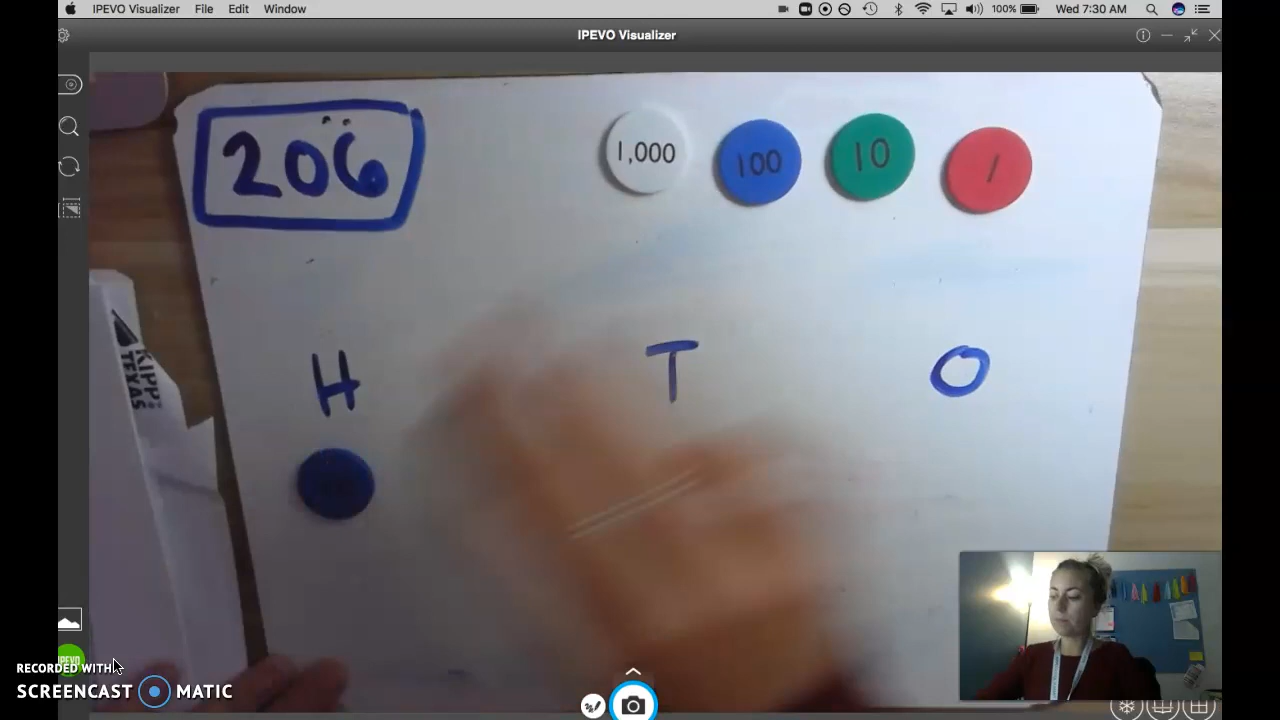 IPEVO Visualizer File Edit Window 100% Wed 7:30 AM
IPEVO Visualizer
206 1,000 100 10 1
H T O
KIPP
TEXAS
IPEVO
RECORDED WITH
SCREENCAST MATIC